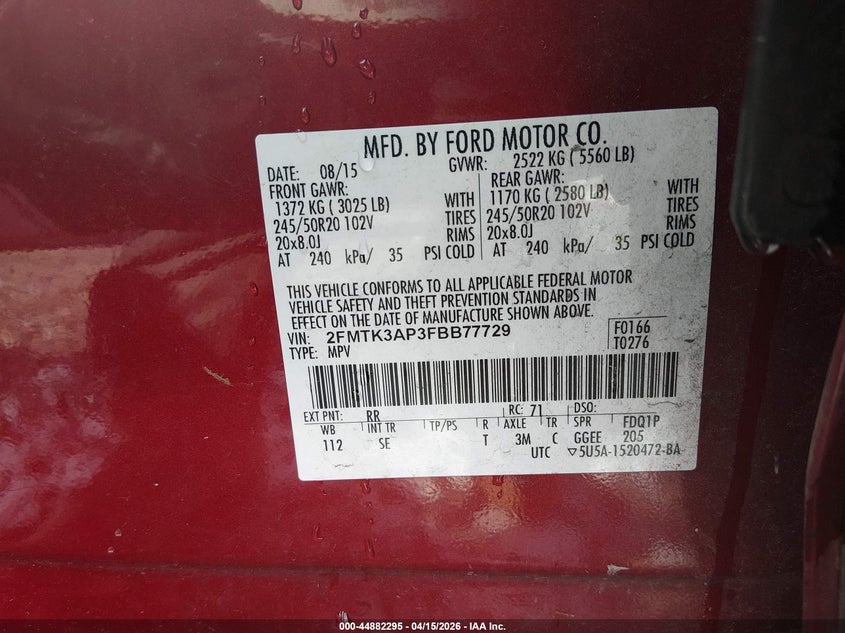 MFD. BY FORD MOTOR CO.
DATE: 08/15 GVWR: 2522 KG ( 5560 LB)
FRONT GAWR: REAR GAWR:
1372 KG ( 3025 LB) WITH 1170 KG ( 2580 LB) WITH
245/50R20 102V TIRES 245/50R20 102V TIRES
20x8.0J RIMS 20x8.0J RIMS
AT 240 kPa/ 35 PSI COLD AT 240 kPa/ 35 PSI COLD
THIS VEHICLE CONFORMS TO ALL APPLICABLE FEDERAL MOTOR
VEHICLE SAFETY AND THEFT PREVENTION STANDARDS IN
EFFECT ON THE DATE OF MANUFACTURE SHOWN ABOVE.
VIN: 2FMTK3AP3FBB77729 F0166
TYPE: MPV T0276
EXT PNT: RR RC: 71 DSO:
WB INT TR TP/PS R AXLE TR SPR FDQ1P
112 SE T 3M C GGEE 205
UTC ▽5U5A-1520472-BA
000-44882295 - 04/15/2026 - IAA Inc.